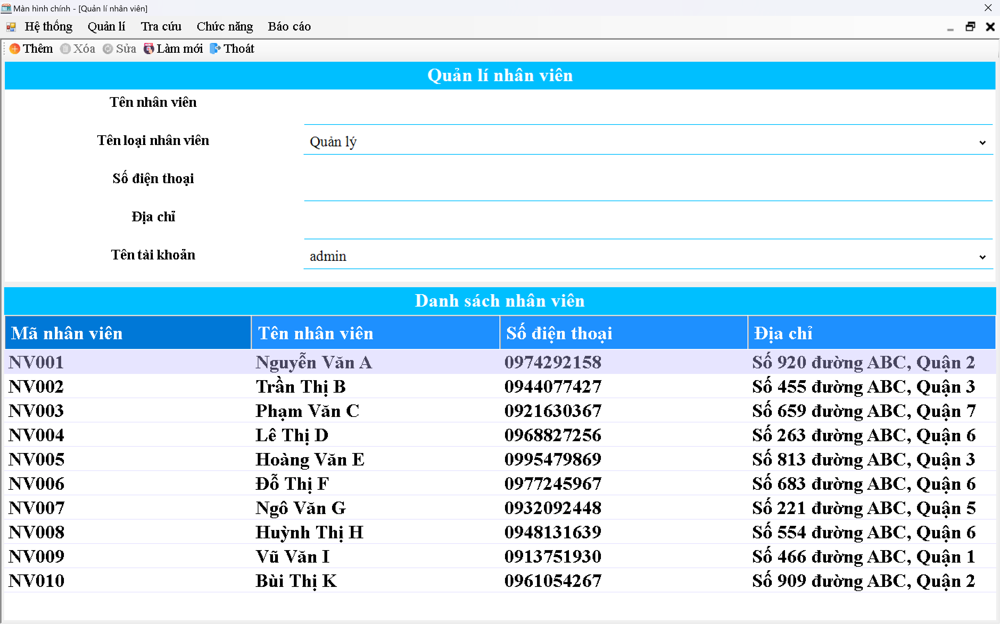 Màn hình chính - [Quản lí nhân viên]
Hệ thống Quản lí Tra cứu Chức năng Báo cáo
Thêm Xóa Sửa Làm mới Thoát
Quản lí nhân viên
Tên nhân viên
Tên loại nhân viên Quản lý
Số điện thoại
Địa chỉ
Tên tài khoản admin
Danh sách nhân viên
Mã nhân viên Tên nhân viên Số điện thoại Địa chỉ
NV001 Nguyễn Văn A 0974292158 Số 920 đường ABC, Quận 2
NV002 Trần Thị B 0944077427 Số 455 đường ABC, Quận 3
NV003 Phạm Văn C 0921630367 Số 659 đường ABC, Quận 7
NV004 Lê Thị D 0968827256 Số 263 đường ABC, Quận 6
NV005 Hoàng Văn E 0995479869 Số 813 đường ABC, Quận 3
NV006 Đỗ Thị F 0977245967 Số 683 đường ABC, Quận 6
NV007 Ngô Văn G 0932092448 Số 221 đường ABC, Quận 5
NV008 Huỳnh Thị H 0948131639 Số 554 đường ABC, Quận 6
NV009 Vũ Văn I 0913751930 Số 466 đường ABC, Quận 1
NV010 Bùi Thị K 0961054267 Số 909 đường ABC, Quận 2